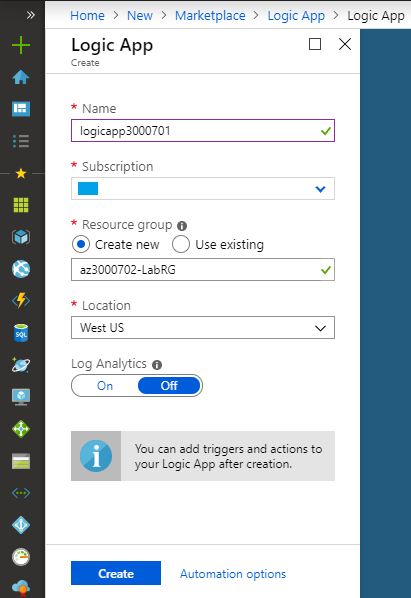 Home > New > Marketplace > Logic App > Logic App
Logic App
Create
* Name
logicapp3000701
* Subscription
* Resource group
Create new Use existing
az3000702-LabRG
* Location
West US
Log Analytics
On Off
You can add triggers and actions to
your Logic App after creation.
Create Automation options
SQL